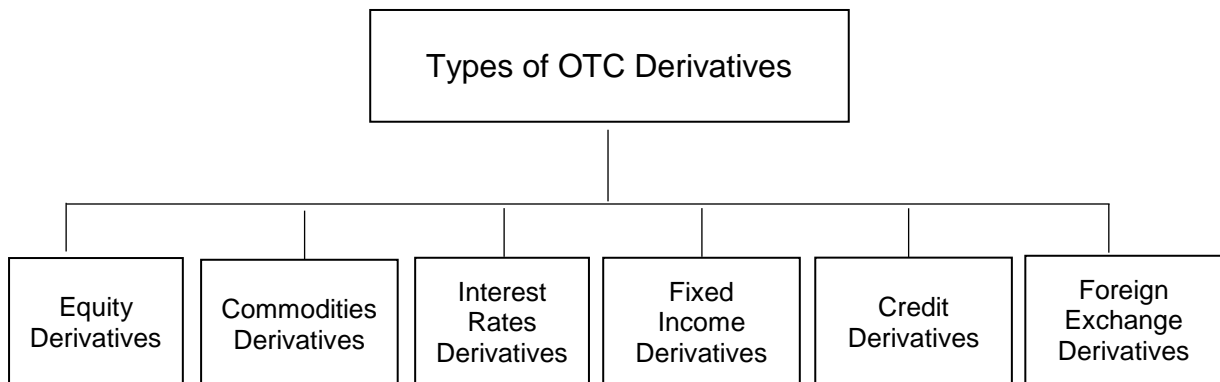 Types of OTC Derivatives
Equity
Derivatives
Commodities
Derivatives
Interest
Rates
Derivatives
Fixed
Income
Derivatives
Credit
Derivatives
Foreign
Exchange
Derivatives